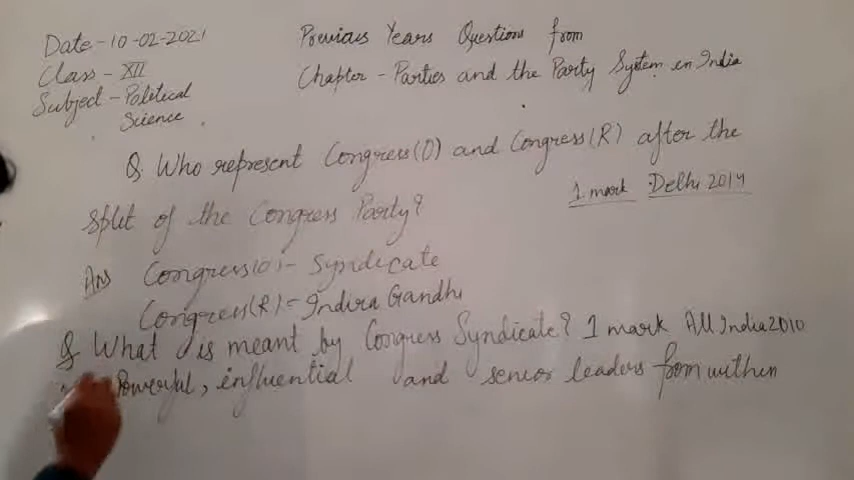 Date-10-02-2021
Class - XII
Subject - Political
Science
Previous Years Questions from
Chapter - Parties and the Party System in India
Q. Who represent Congress(O) and Congress(R) after the
split of the Congress Party?
1 mark Delhi 2014
Ans Congress(O):- Syndicate
Congress(R)= Indira Gandhi
Q What is meant by Congress Syndicate? 1 mark All India 2010
Powerful, influential and senior leaders from within